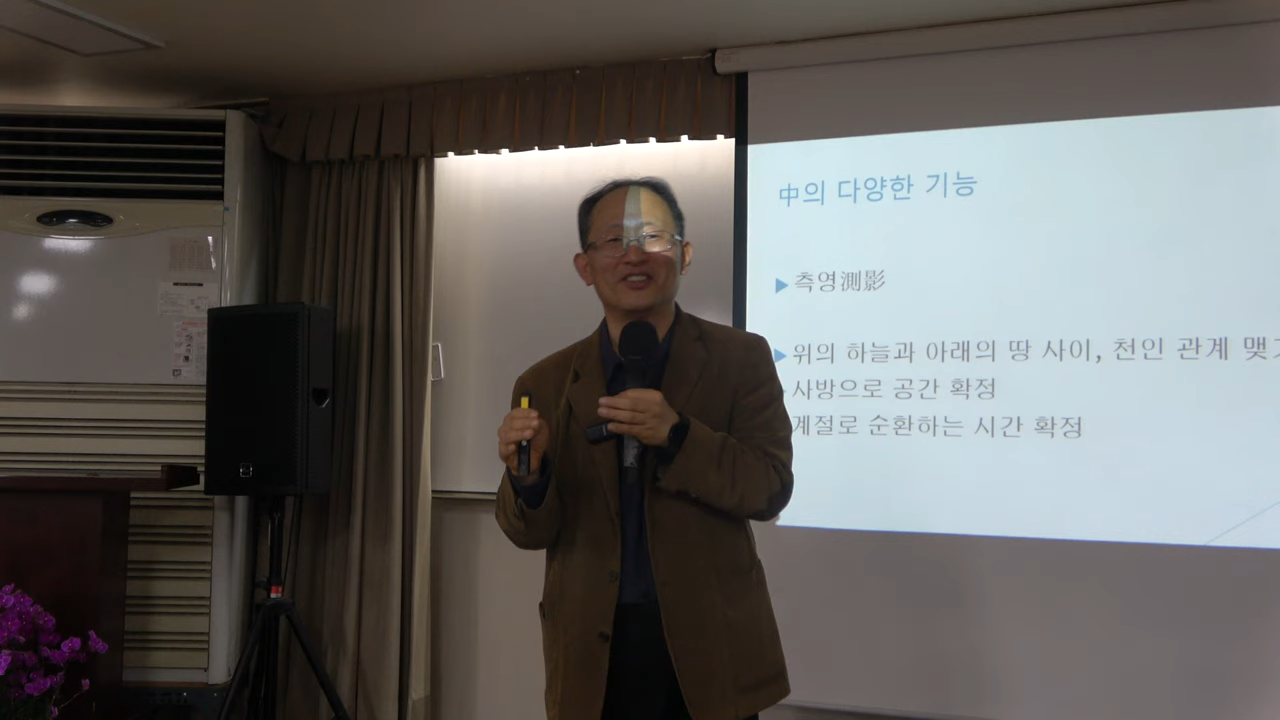 中의 다양한 기능
측영測影
위의 하늘과 아래의 땅 사이, 천인 관계 맺기
사방으로 공간 확정
계절로 순환하는 시간 확정